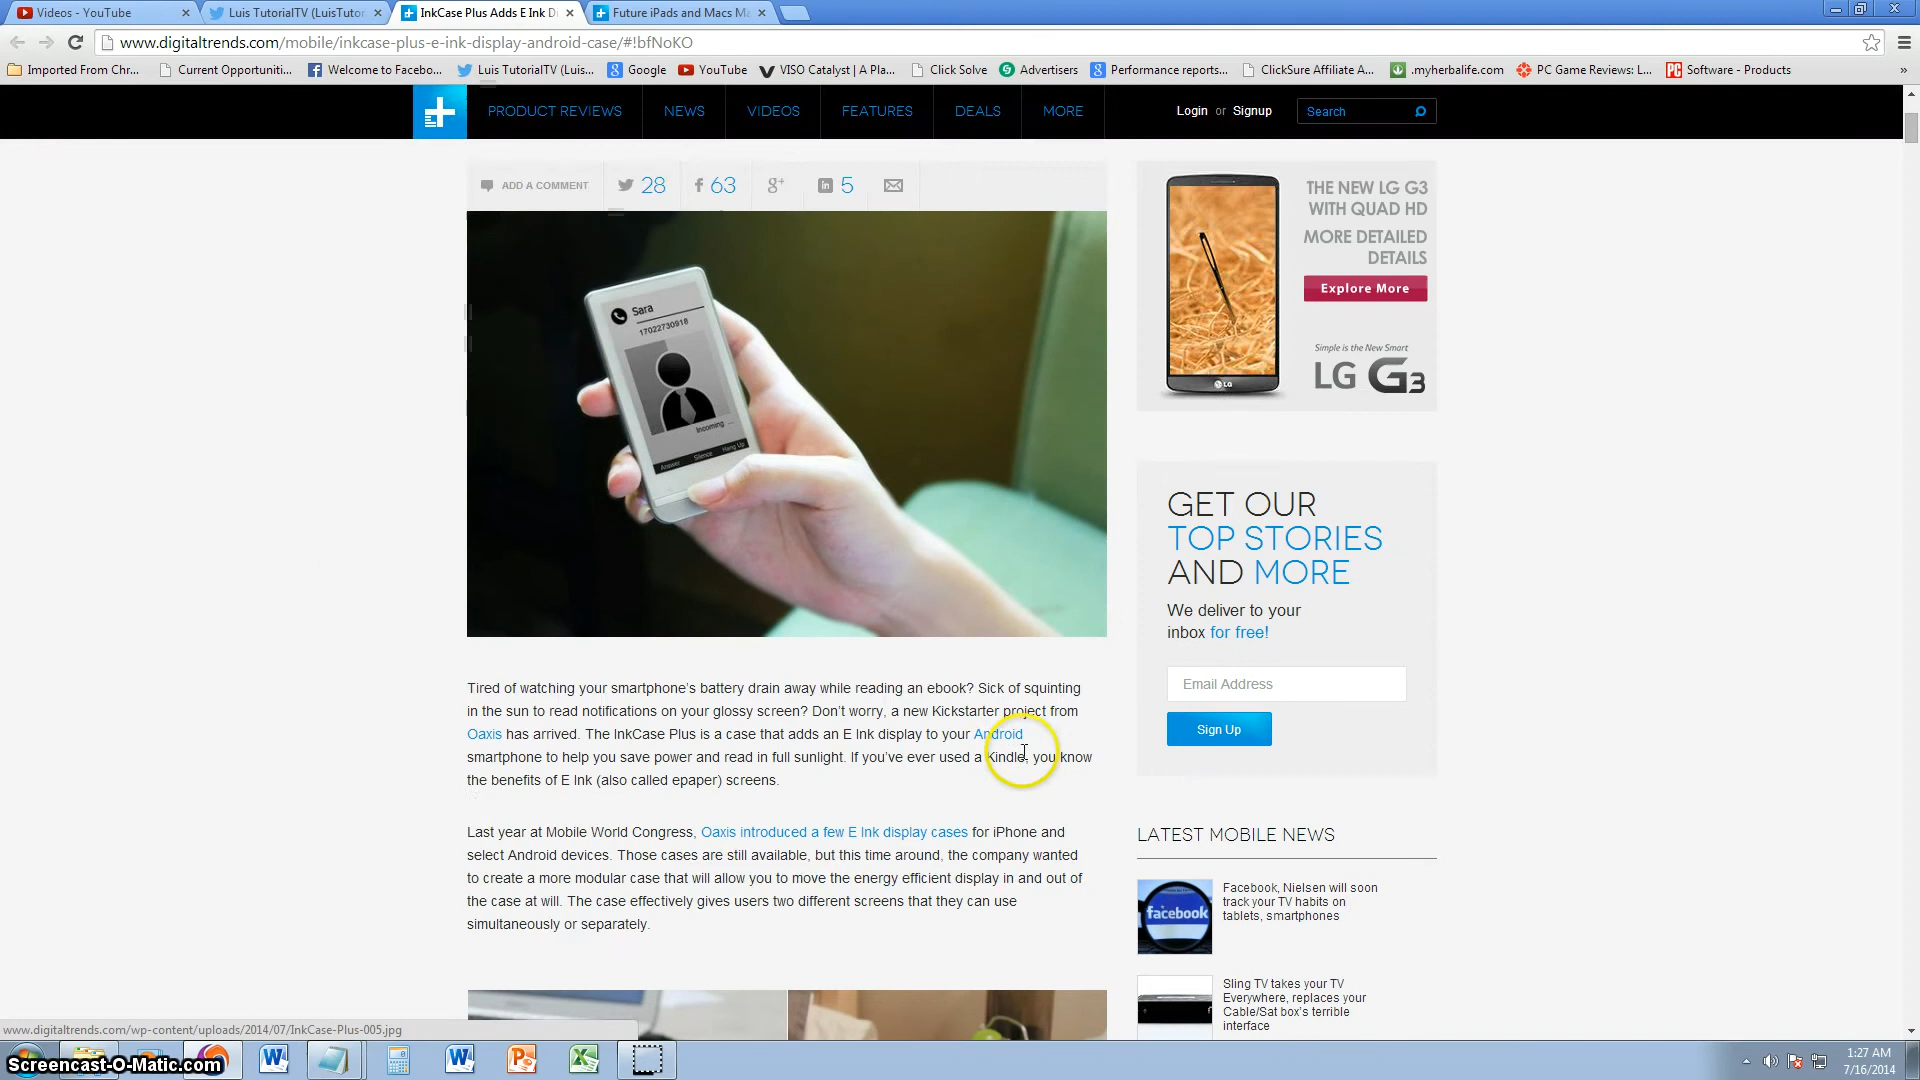 Videos - YouTube
Luis TutorialTV (LuisTutor
InkCase Plus Adds E Ink D
Future iPads and Macs Ma
www.digitaltrends.com/mobile/inkcase-plus-e-ink-display-android-case/#!bfNoKO
Imported From Chr...
Current Opportuniti...
Welcome to Facebo...
Luis TutorialTV (Luis...
Google
YouTube
VISO Catalyst | A Pla...
Click Solve
Advertisers
Performance reports...
ClickSure Affiliate A...
.myherbalife.com
PC Game Reviews: L...
Software - Products
PRODUCT REVIEWS
NEWS
VIDEOS
FEATURES
DEALS
MORE
Login or Signup
Search
ADD A COMMENT
28
63
5
Sara
17022730918
Incoming ...
Answer Silence Hang Up
THE NEW LG G3
WITH QUAD HD
MORE DETAILED
DETAILS
Explore More
Simple is the New Smart
LG G3
LG
GET OUR
TOP STORIES
AND MORE
We deliver to your
inbox for free!
Email Address
Sign Up
Tired of watching your smartphone's battery drain away while reading an ebook? Sick of squinting
in the sun to read notifications on your glossy screen? Don't worry, a new Kickstarter project from
Oaxis has arrived. The InkCase Plus is a case that adds an E Ink display to your Android
smartphone to help you save power and read in full sunlight. If you've ever used a Kindle, you know
the benefits of E Ink (also called epaper) screens.
Last year at Mobile World Congress, Oaxis introduced a few E Ink display cases for iPhone and
select Android devices. Those cases are still available, but this time around, the company wanted
to create a more modular case that will allow you to move the energy efficient display in and out of
the case at will. The case effectively gives users two different screens that they can use
simultaneously or separately.
LATEST MOBILE NEWS
facebook
Facebook, Nielsen will soon
track your TV habits on
tablets, smartphones
Sling TV takes your TV
Everywhere, replaces your
Cable/Sat box's terrible
interface
www.digitaltrends.com/wp-content/uploads/2014/07/InkCase-Plus-005.jpg
Screencast-O-Matic.com
1:27 AM
7/16/2014